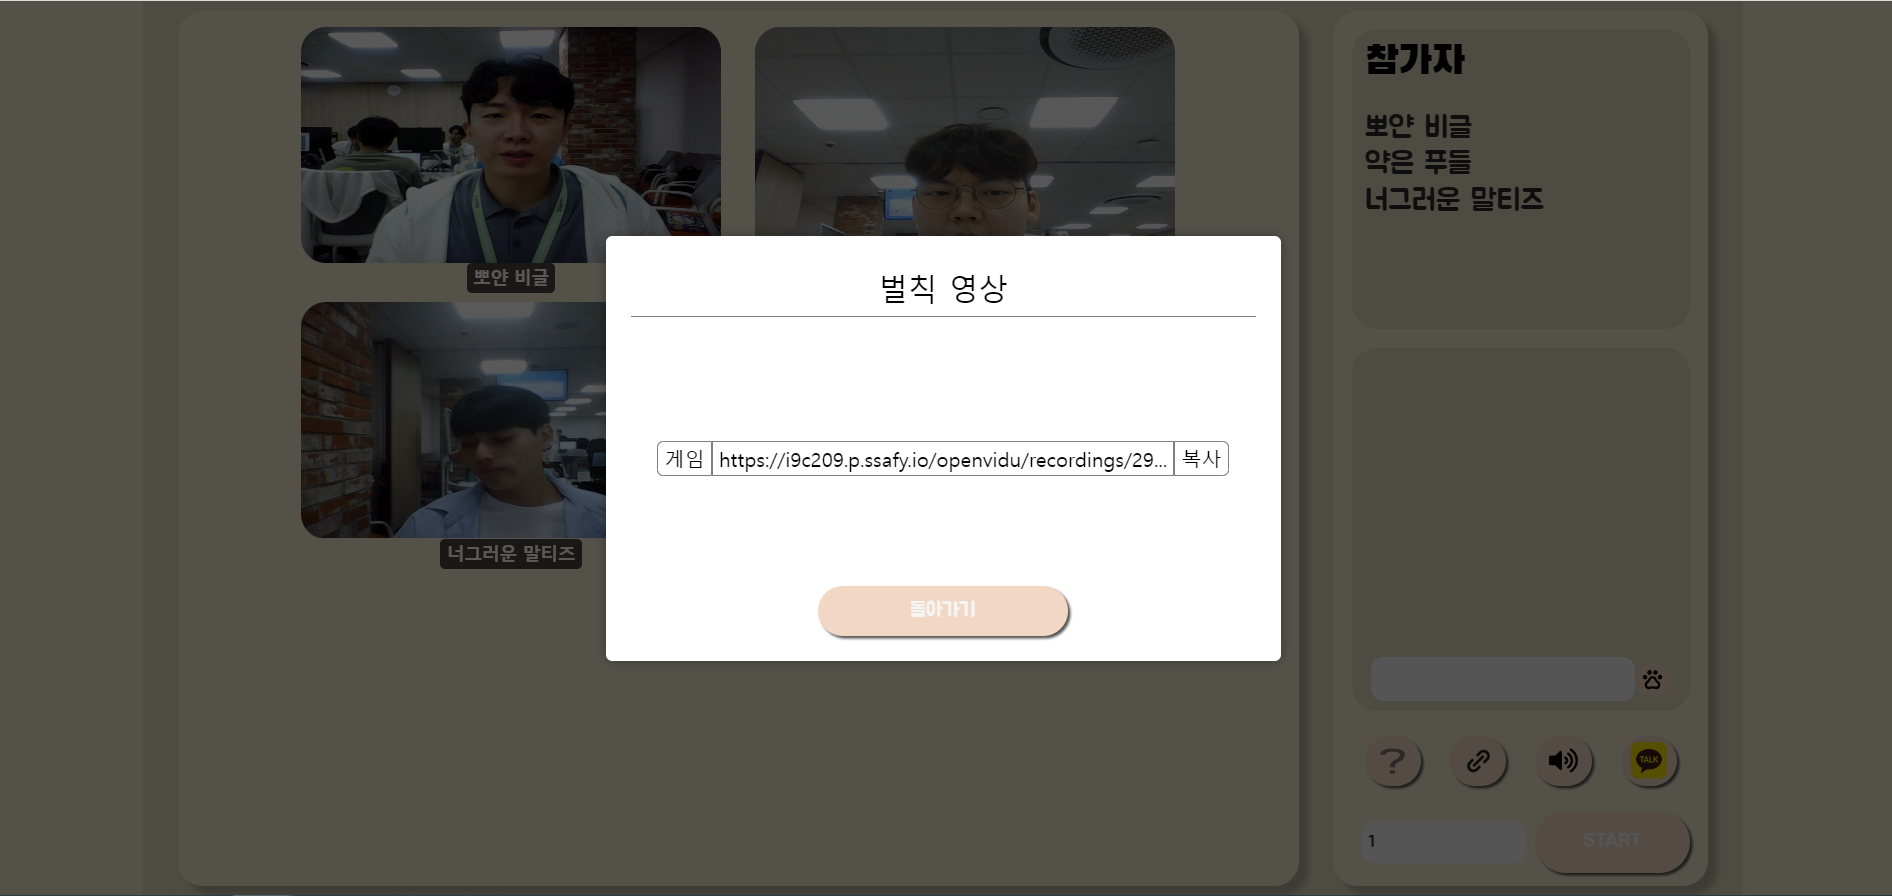 참가자
뽀얀 비글
약은 푸들
너그러운 말티즈
뽀얀 비글
너그러운 말티즈
벌칙 영상
게임 https://i9c209.p.ssafy.io/openvidu/recordings/29... 복사
돌아가기
?
TALK
1 START